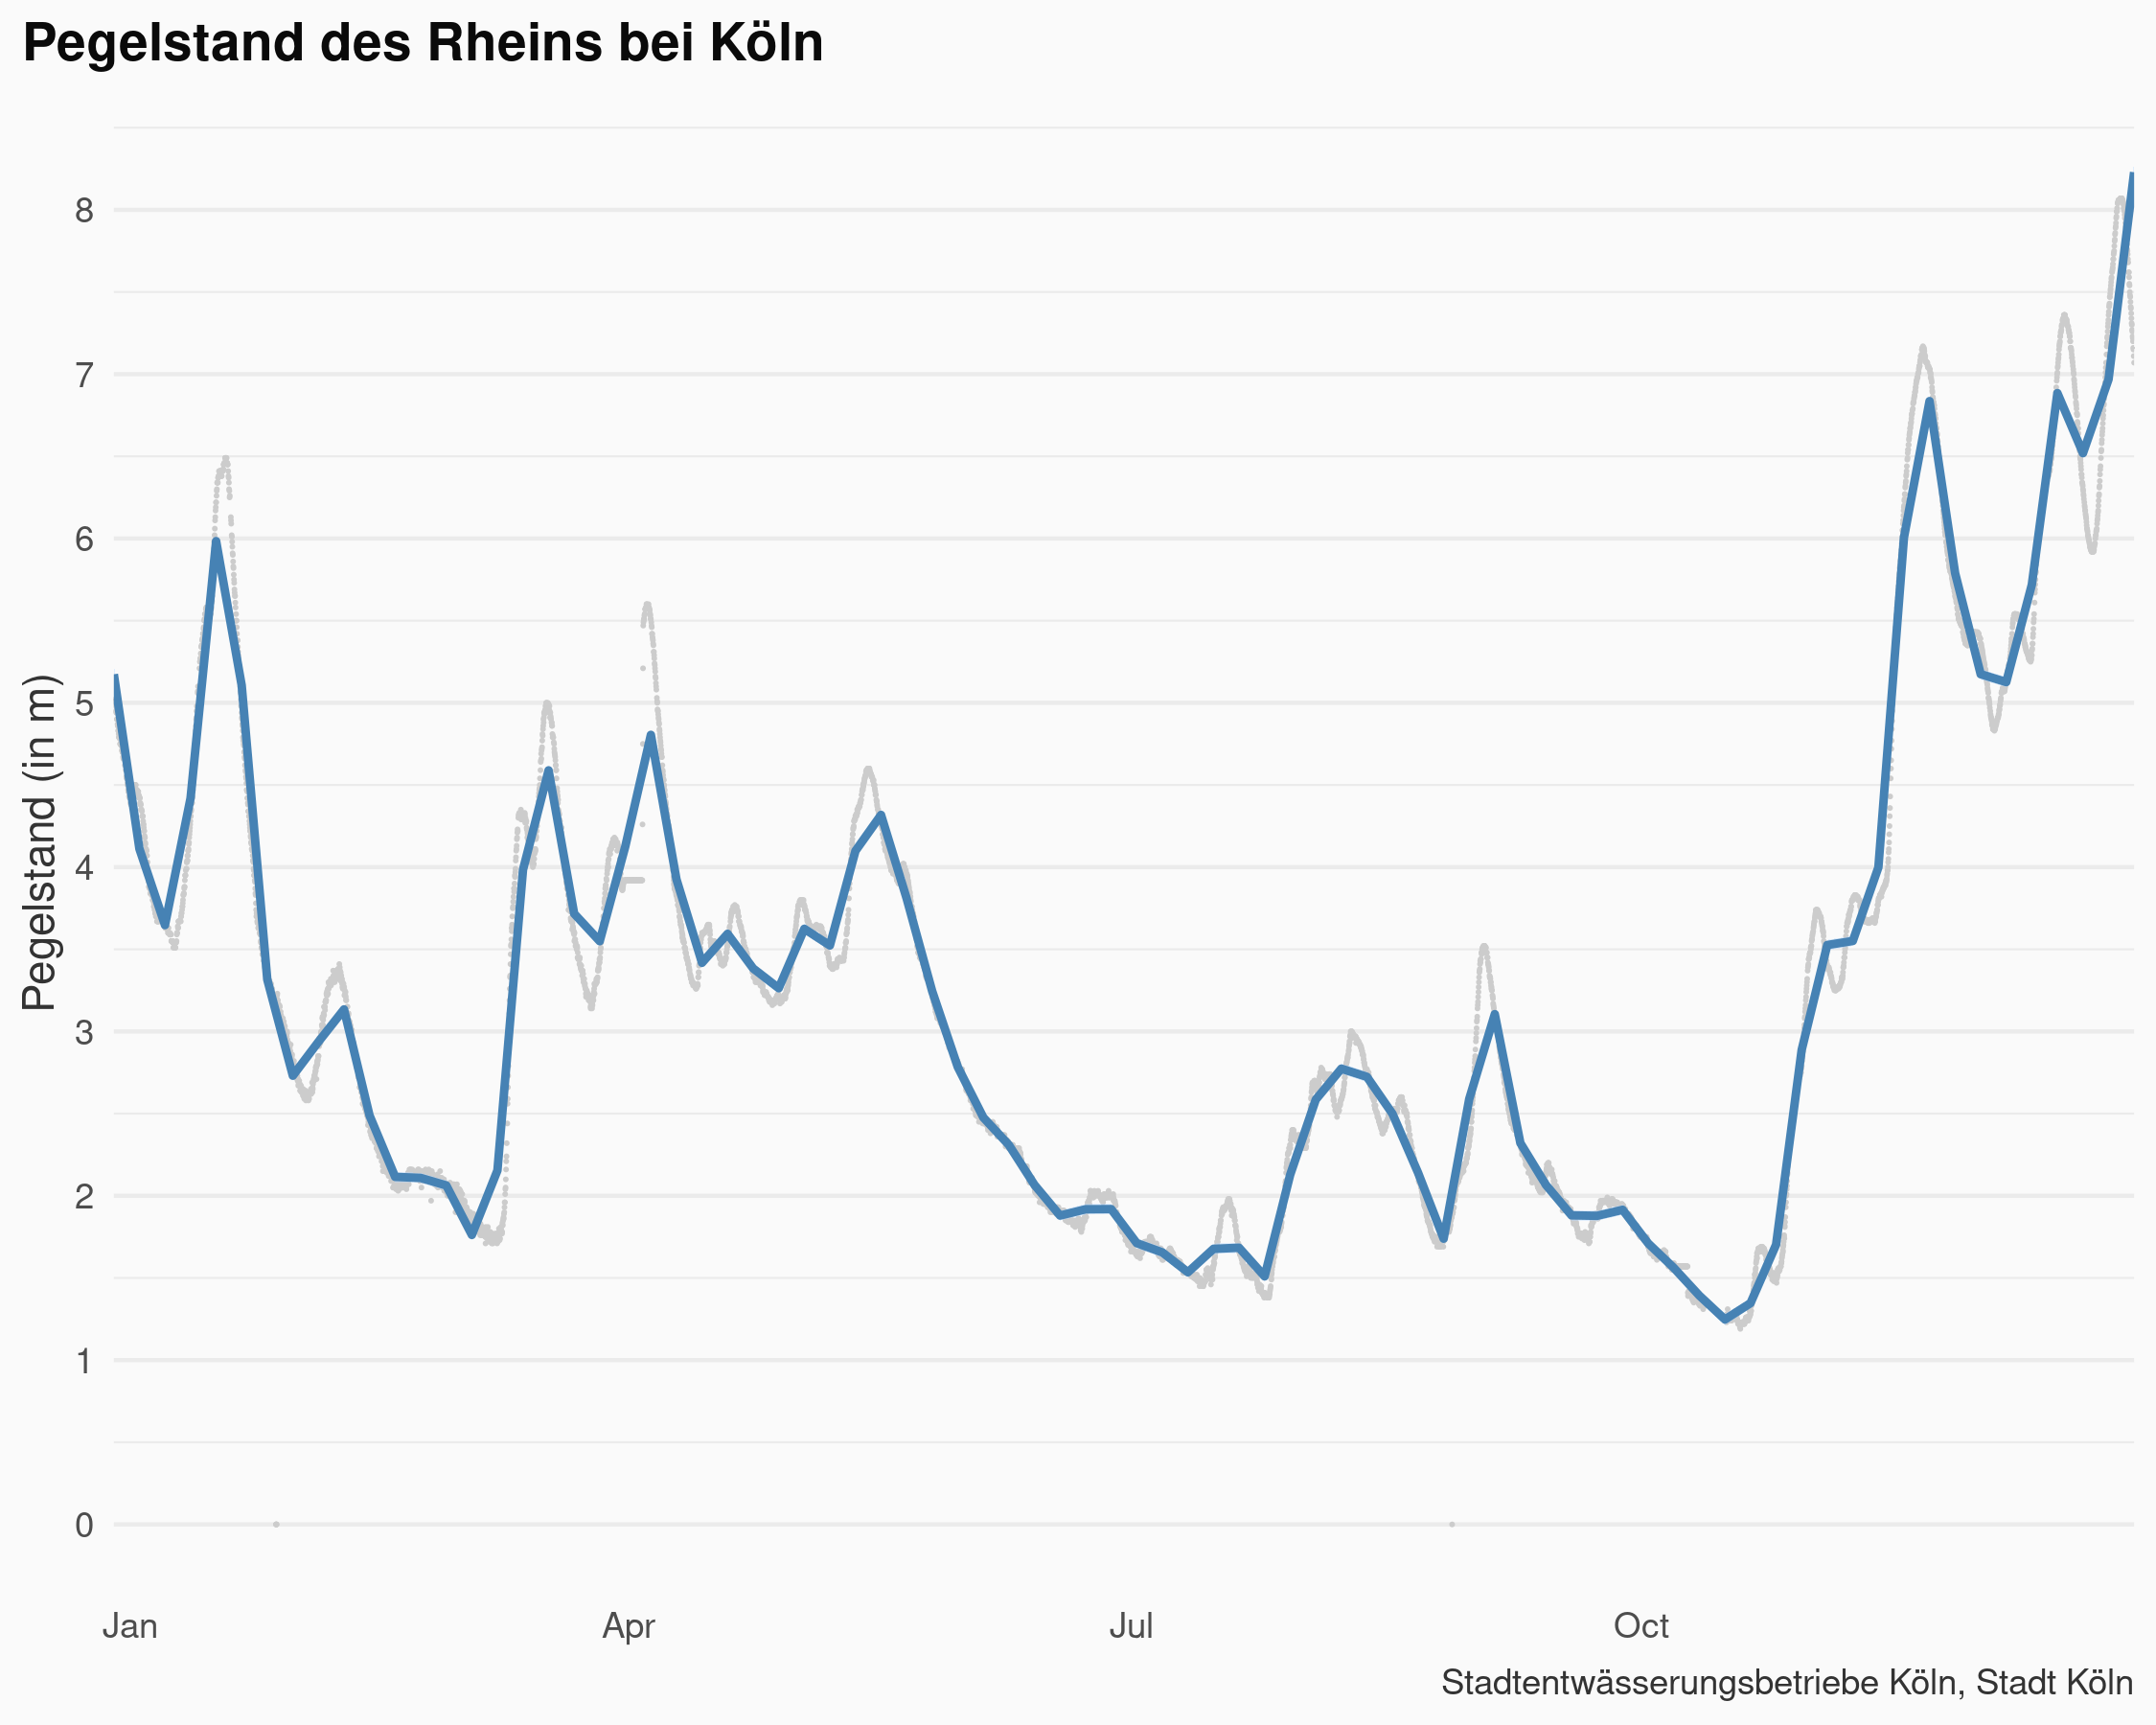 Pegelstand des Rheins bei Köln
Pegelstand (in m)
8
7
6
5
4
3
2
1
0
Jan Apr Jul Oct
Stadtentwässerungsbetriebe Köln, Stadt Köln